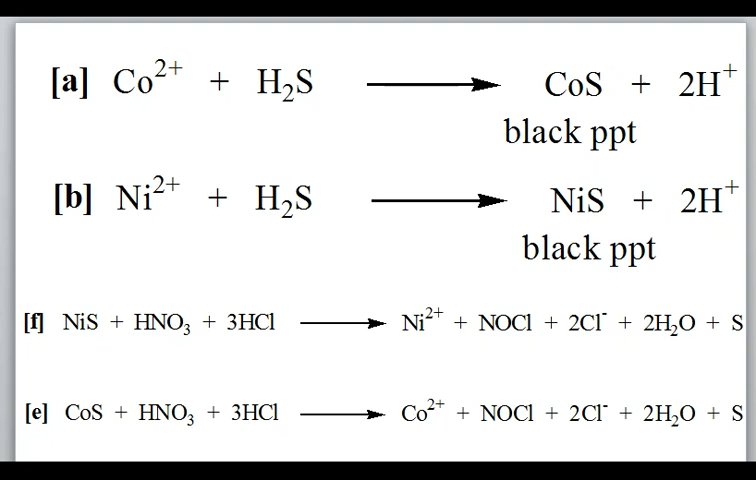 [a] Co²⁺ + H₂S ⟶ CoS + 2H⁺
black ppt
[b] Ni²⁺ + H₂S ⟶ NiS + 2H⁺
black ppt
[f] NiS + HNO₃ + 3HCl ⟶ Ni²⁺ + NOCl + 2Cl⁻ + 2H₂O + S
[e] CoS + HNO₃ + 3HCl ⟶ Co²⁺ + NOCl + 2Cl⁻ + 2H₂O + S